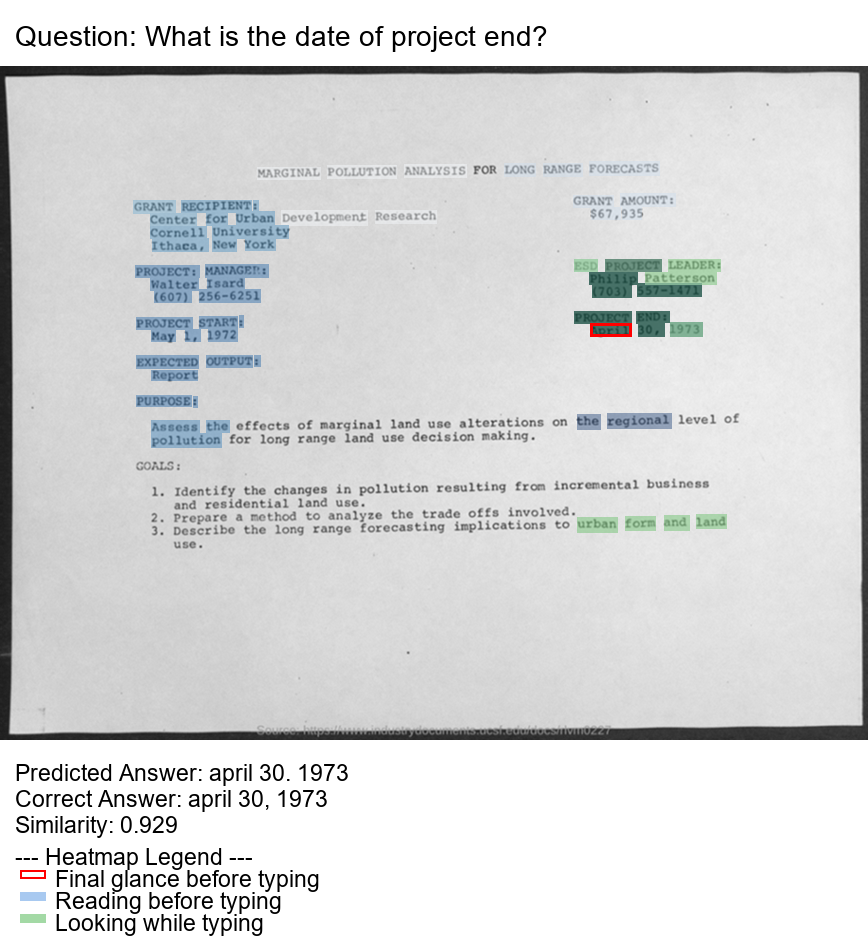 Question: What is the date of project end?
MARGINAL POLLUTION ANALYSIS FOR LONG RANGE FORECASTS
GRANT RECIPIENT:
Center for Urban Development Research
Cornell University
Ithaca, New York
GRANT AMOUNT:
$67,935
PROJECT: MANAGER:
Walter Isard
(607) 256-6251
ESD PROJECT LEADER:
Philip Patterson
(703) 557-1471
PROJECT START:
May 1, 1972
PROJECT END:
April 30, 1973
EXPECTED OUTPUT:
Report
PURPOSE:
Assess the effects of marginal land use alterations on the regional level of
pollution for long range land use decision making.
GOALS:
1. Identify the changes in pollution resulting from incremental business
and residential land use.
2. Prepare a method to analyze the trade offs involved.
3. Describe the long range forecasting implications to urban form and land
use.
Source: https://www.industrydocuments.ucsf.edu/docs/
Predicted Answer: april 30. 1973
Correct Answer: april 30, 1973
Similarity: 0.929
--- Heatmap Legend ---
Final glance before typing
Reading before typing
Looking while typing